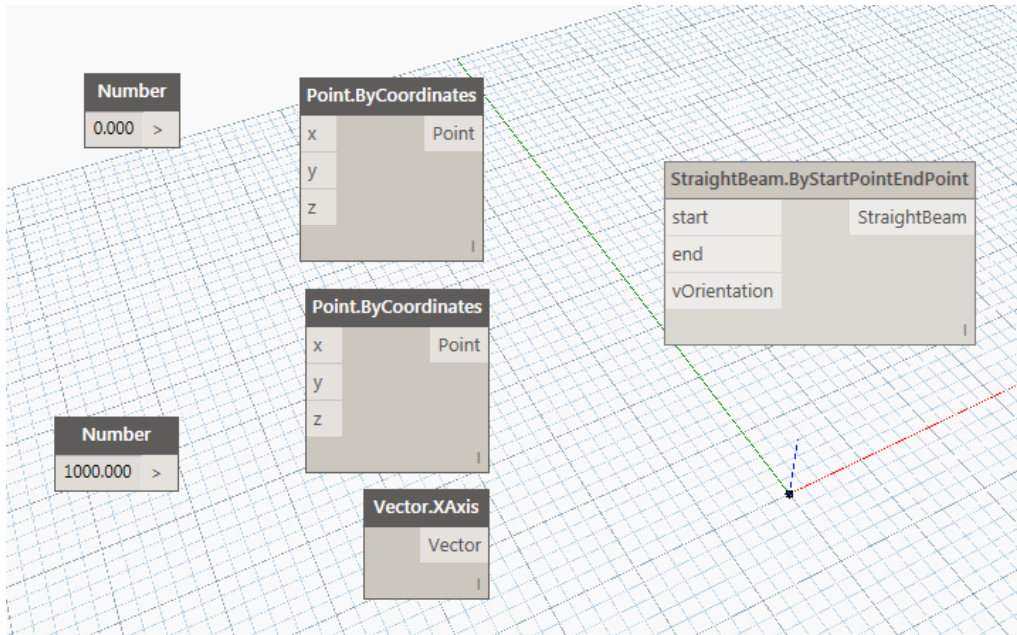 Number
0.000 >
Point.ByCoordinates
x Point
y
z
l
StraightBeam.ByStartPointEndPoint
start StraightBeam
end
vOrientation
l
Point.ByCoordinates
x Point
y
z
l
Number
1000.000 >
Vector.XAxis
Vector
l